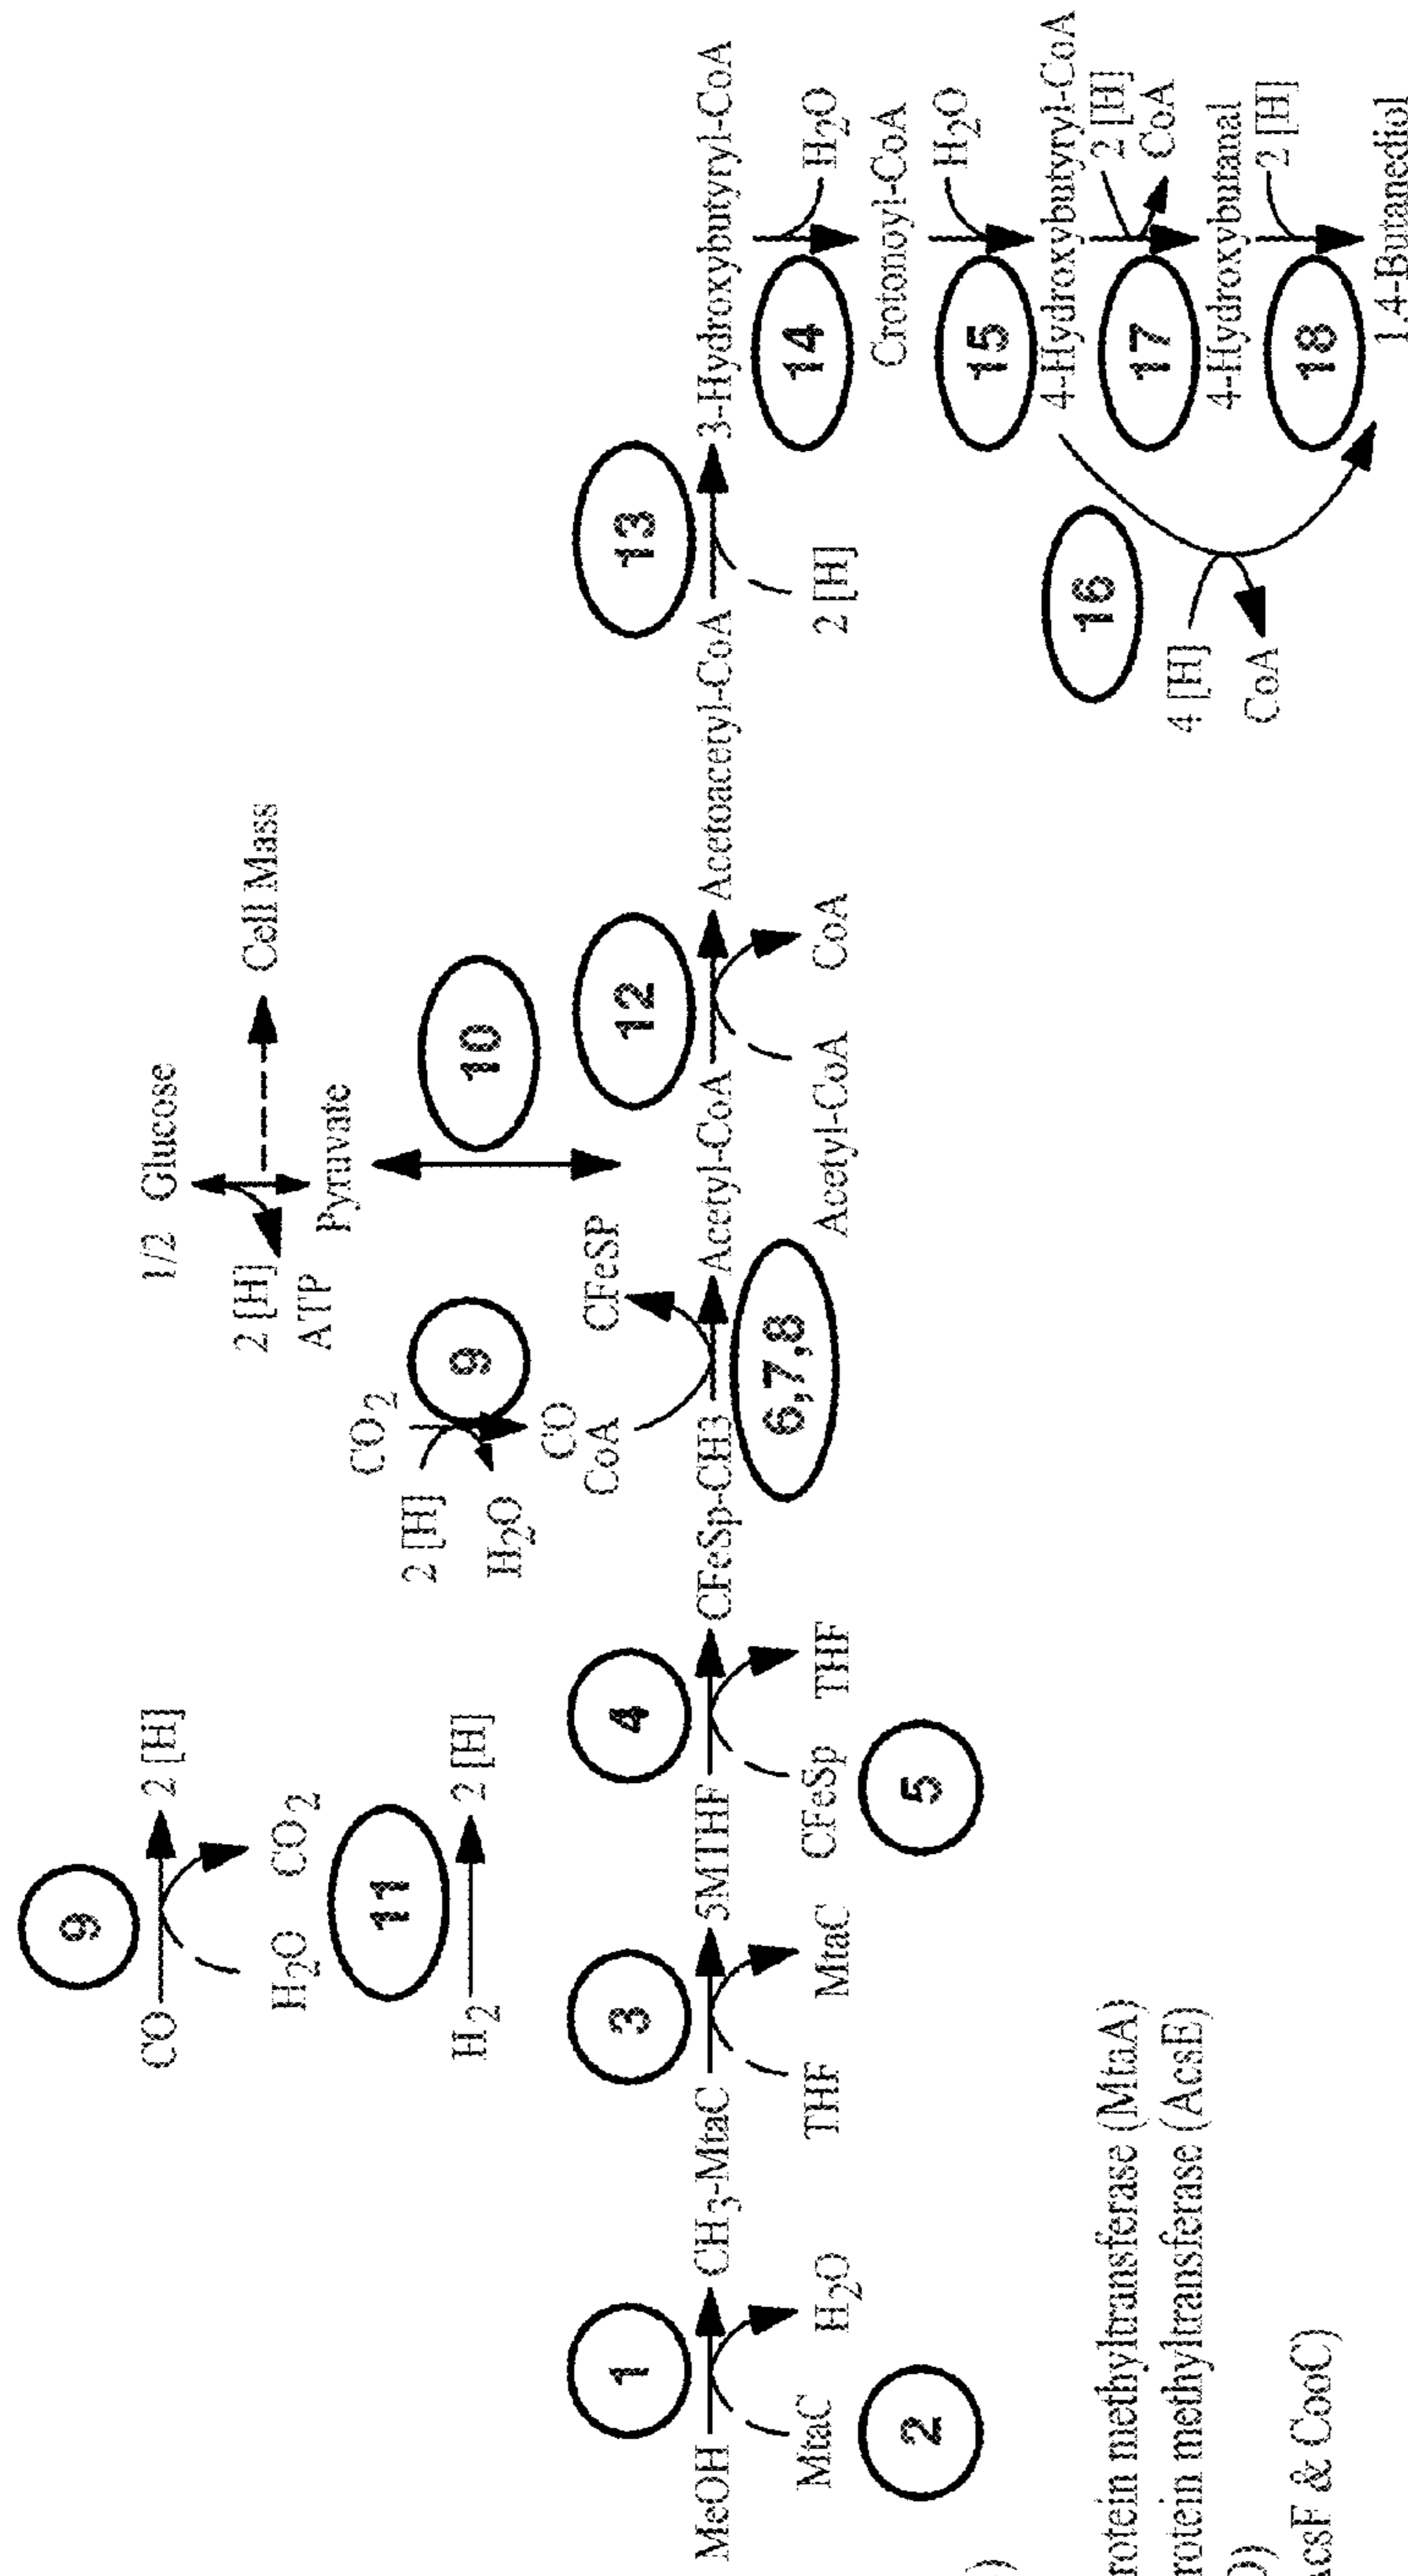 9
CO 2 [H]
H2O CO2
11
H2 2 [H]
1/2 Glucose
2 [H]
ATP
Cell Mass
Pyruvate
10
CO2
9
2 [H]
H2O
CO
CoA
CFeSP
1
3
4
12
13
MeOH CH3-MtaC 5MTHF CFeSp-CH3 Acetyl-CoA Acetoacetyl-CoA 3-Hydroxybutyryl-CoA
MtaC H2O THF MtaC CFeSp THF Acetyl-CoA CoA 2 [H]
6,7,8
2
5
14
H2O
Crotonoyl-CoA
15
H2O
4-Hydroxybutyryl-CoA
16
17
2 [H]
CoA
4 [H]
CoA
4-Hydroxybutanal
18
2 [H]
1,4-Butanediol
)
rotein methyltransferase (MtaA)
rotein methyltransferase (AcsE)
AcsF & CooC)